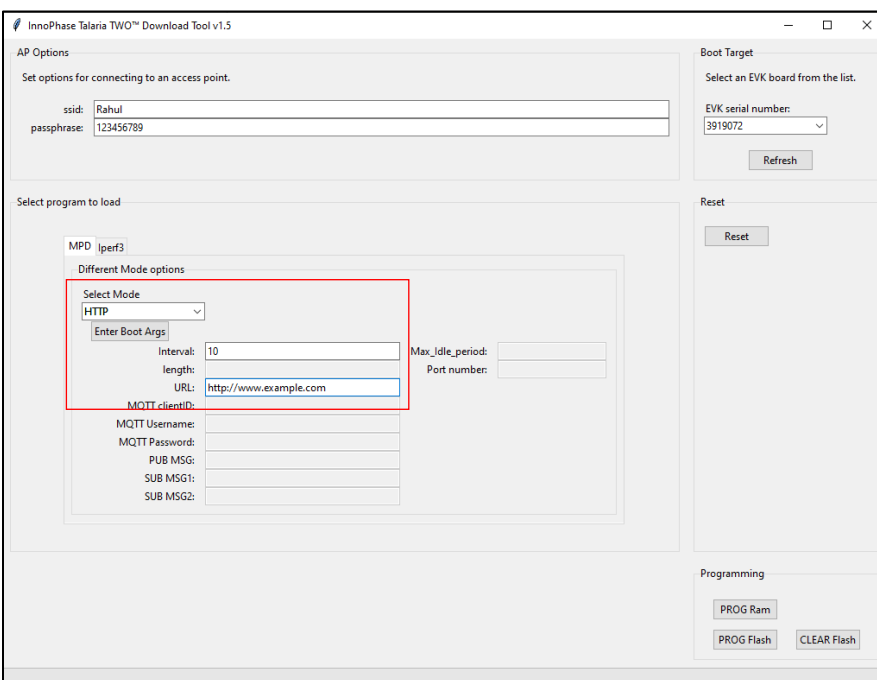 InnoPhase Talaria TWO™ Download Tool v1.5
AP Options
Set options for connecting to an access point.
ssid: Rahul
passphrase: 123456789
Boot Target
Select an EVK board from the list.
EVK serial number:
3919072
Refresh
Select program to load
MPD Iperf3
Different Mode options
Select Mode
HTTP
Enter Boot Args
Interval: 10
length:
URL: http://www.example.com
MQTT clientID:
MQTT Username:
MQTT Password:
PUB MSG:
SUB MSG1:
SUB MSG2:
Max_Idle_period:
Port number:
Reset
Reset
Programming
PROG Ram
PROG Flash CLEAR Flash